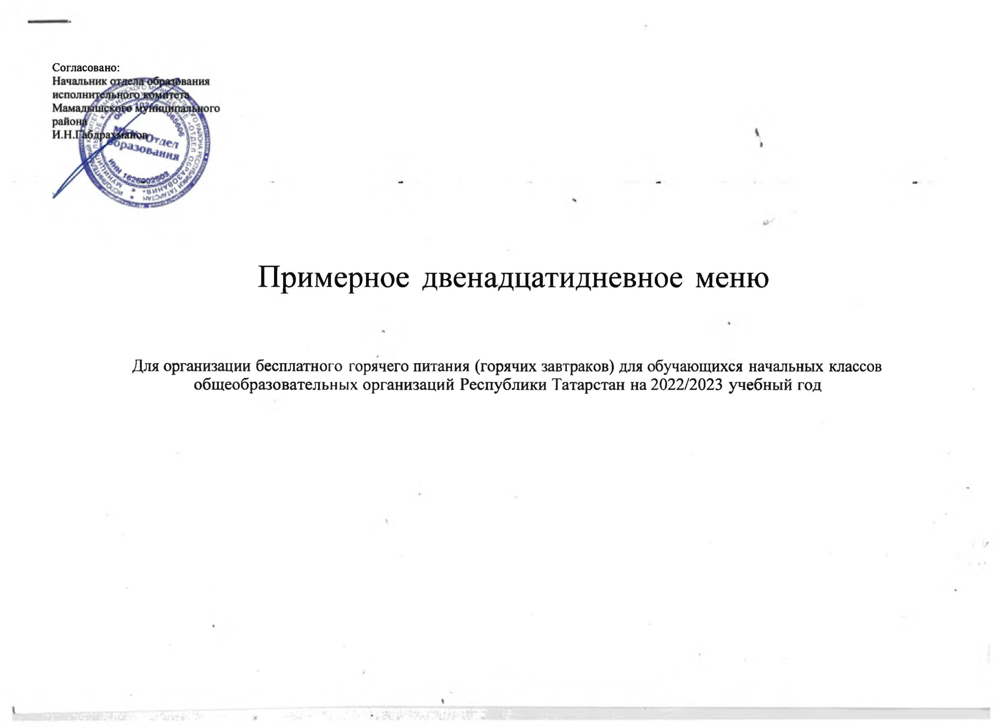 Согласовано:
Начальник отдела образования
исполнительного комитета
Мамадышского муниципального
района
И.Н.Габдрахманов
МКУ «Отдел
образования
ИНН 1626002503
Примерное двенадцатидневное меню
Для организации бесплатного горячего питания (горячих завтраков) для обучающихся начальных классов
общеобразовательных организаций Республики Татарстан на 2022/2023 учебный год